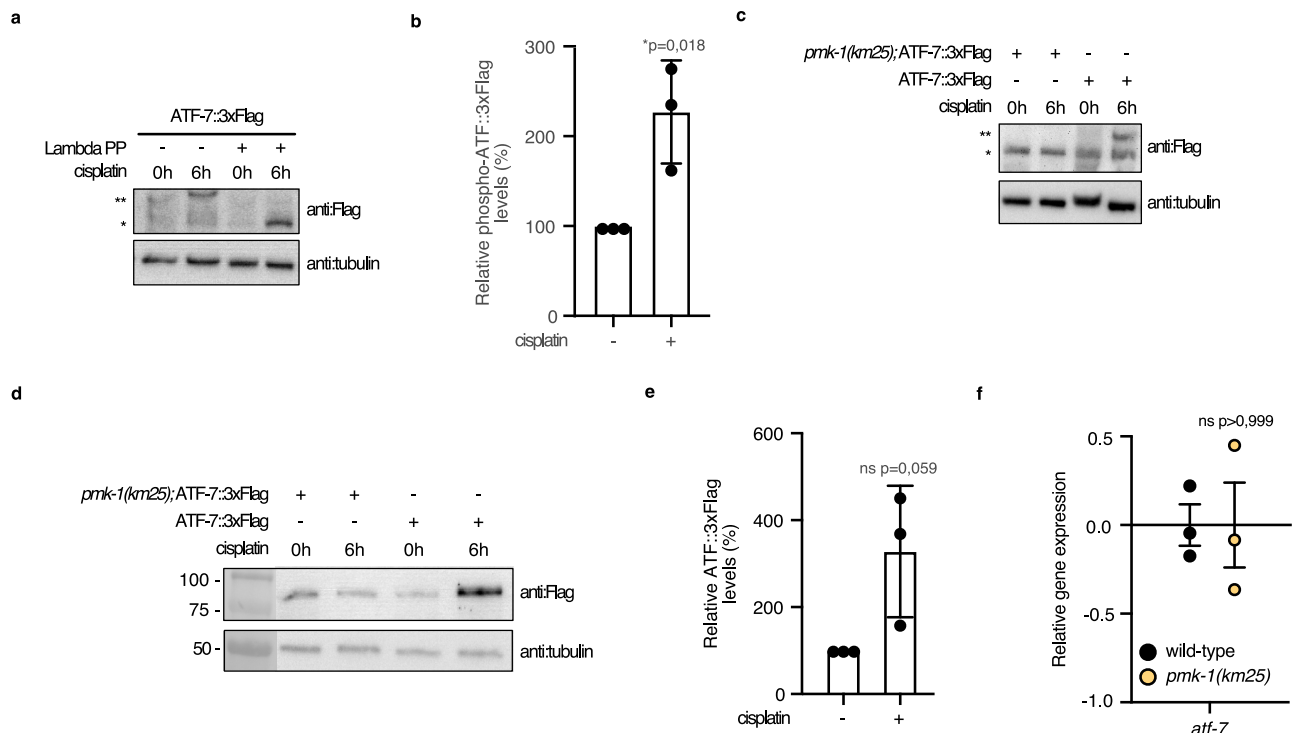 a
ATF-7::3xFlag
Lambda PP - - + +
cisplatin 0h 6h 0h 6h
**
*
anti:Flag
anti:tubulin
b
Relative phospho-ATF::3xFlag
levels (%)
300
200
100
0
*p=0,018
cisplatin - +
c
pmk-1(km25);ATF-7::3xFlag + + - -
ATF-7::3xFlag - - + +
cisplatin 0h 6h 0h 6h
**
*
anti:Flag
anti:tubulin
d
pmk-1(km25);ATF-7::3xFlag + + - -
ATF-7::3xFlag - - + +
cisplatin 0h 6h 0h 6h
100 -
75 -
anti:Flag
50 -
anti:tubulin
e
Relative ATF::3xFlag
levels (%)
600
400
200
0
ns p=0,059
cisplatin - +
f
Relative gene expression
0.5
0.0
-0.5
-1.0
ns p>0,999
wild-type
pmk-1(km25)
atf-7